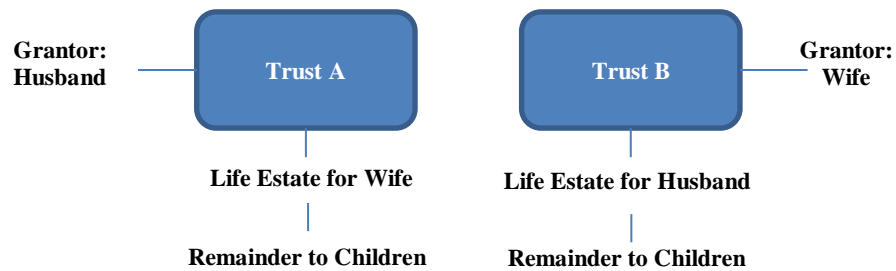 Grantor:
Husband
Trust A
Life Estate for Wife
Remainder to Children
Trust B
Grantor:
Wife
Life Estate for Husband
Remainder to Children